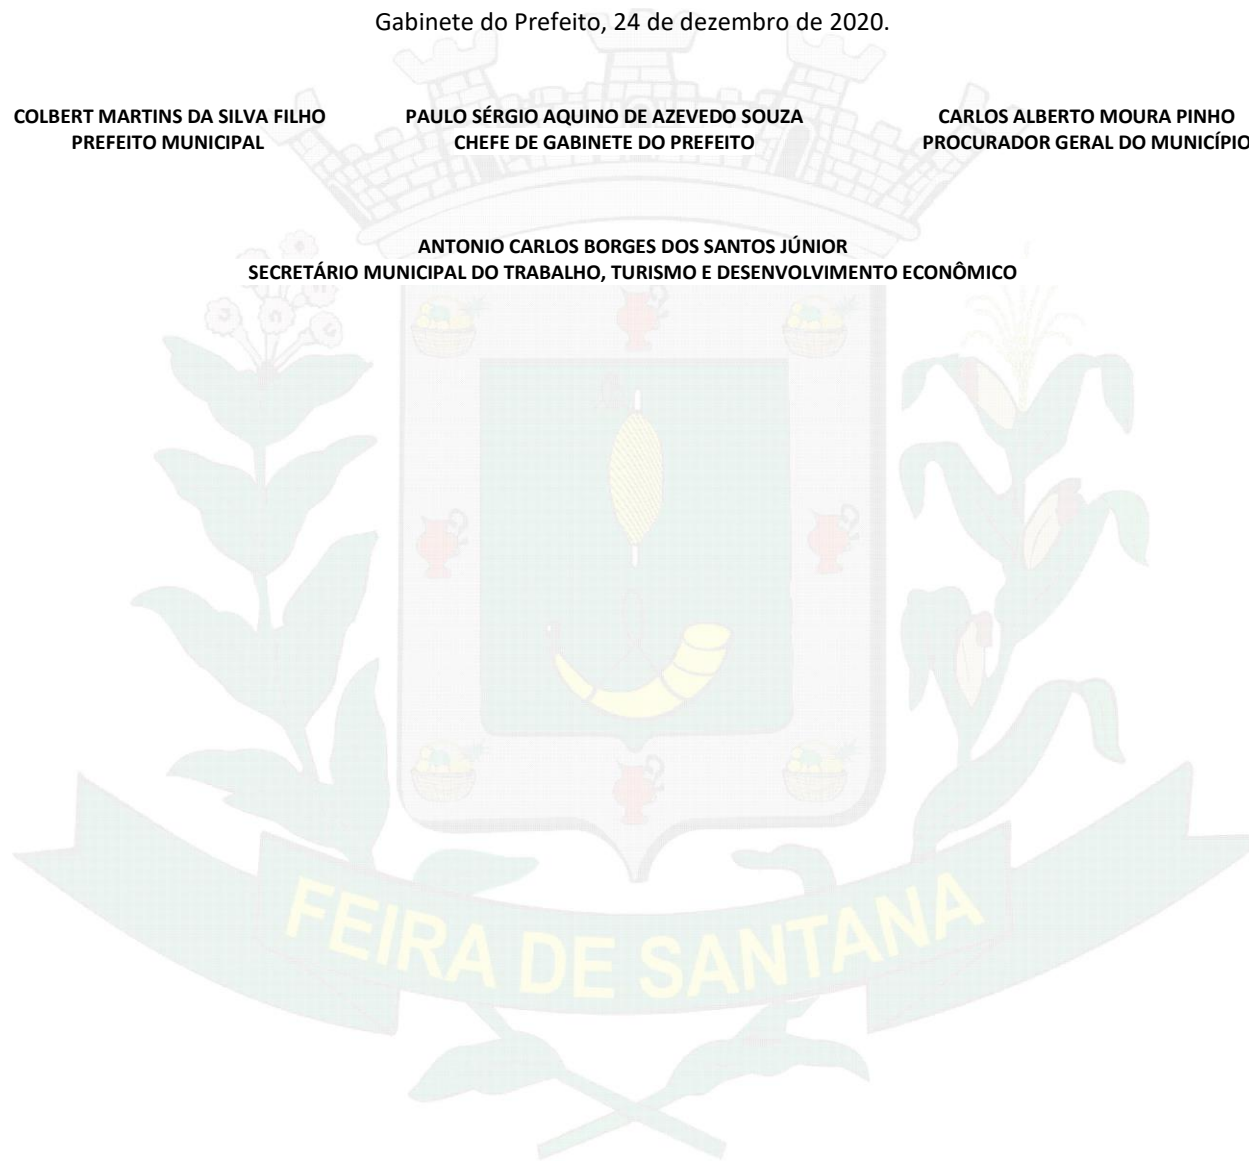 Gabinete do Prefeito, 24 de dezembro de 2020.
COLBERT MARTINS DA SILVA FILHO
PREFEITO MUNICIPAL
PAULO SÉRGIO AQUINO DE AZEVEDO SOUZA
CHEFE DE GABINETE DO PREFEITO
CARLOS ALBERTO MOURA PINHO
PROCURADOR GERAL DO MUNICÍPIO
ANTONIO CARLOS BORGES DOS SANTOS JÚNIOR
SECRETÁRIO MUNICIPAL DO TRABALHO, TURISMO E DESENVOLVIMENTO ECONÔMICO
FEIRA DE SANTANA